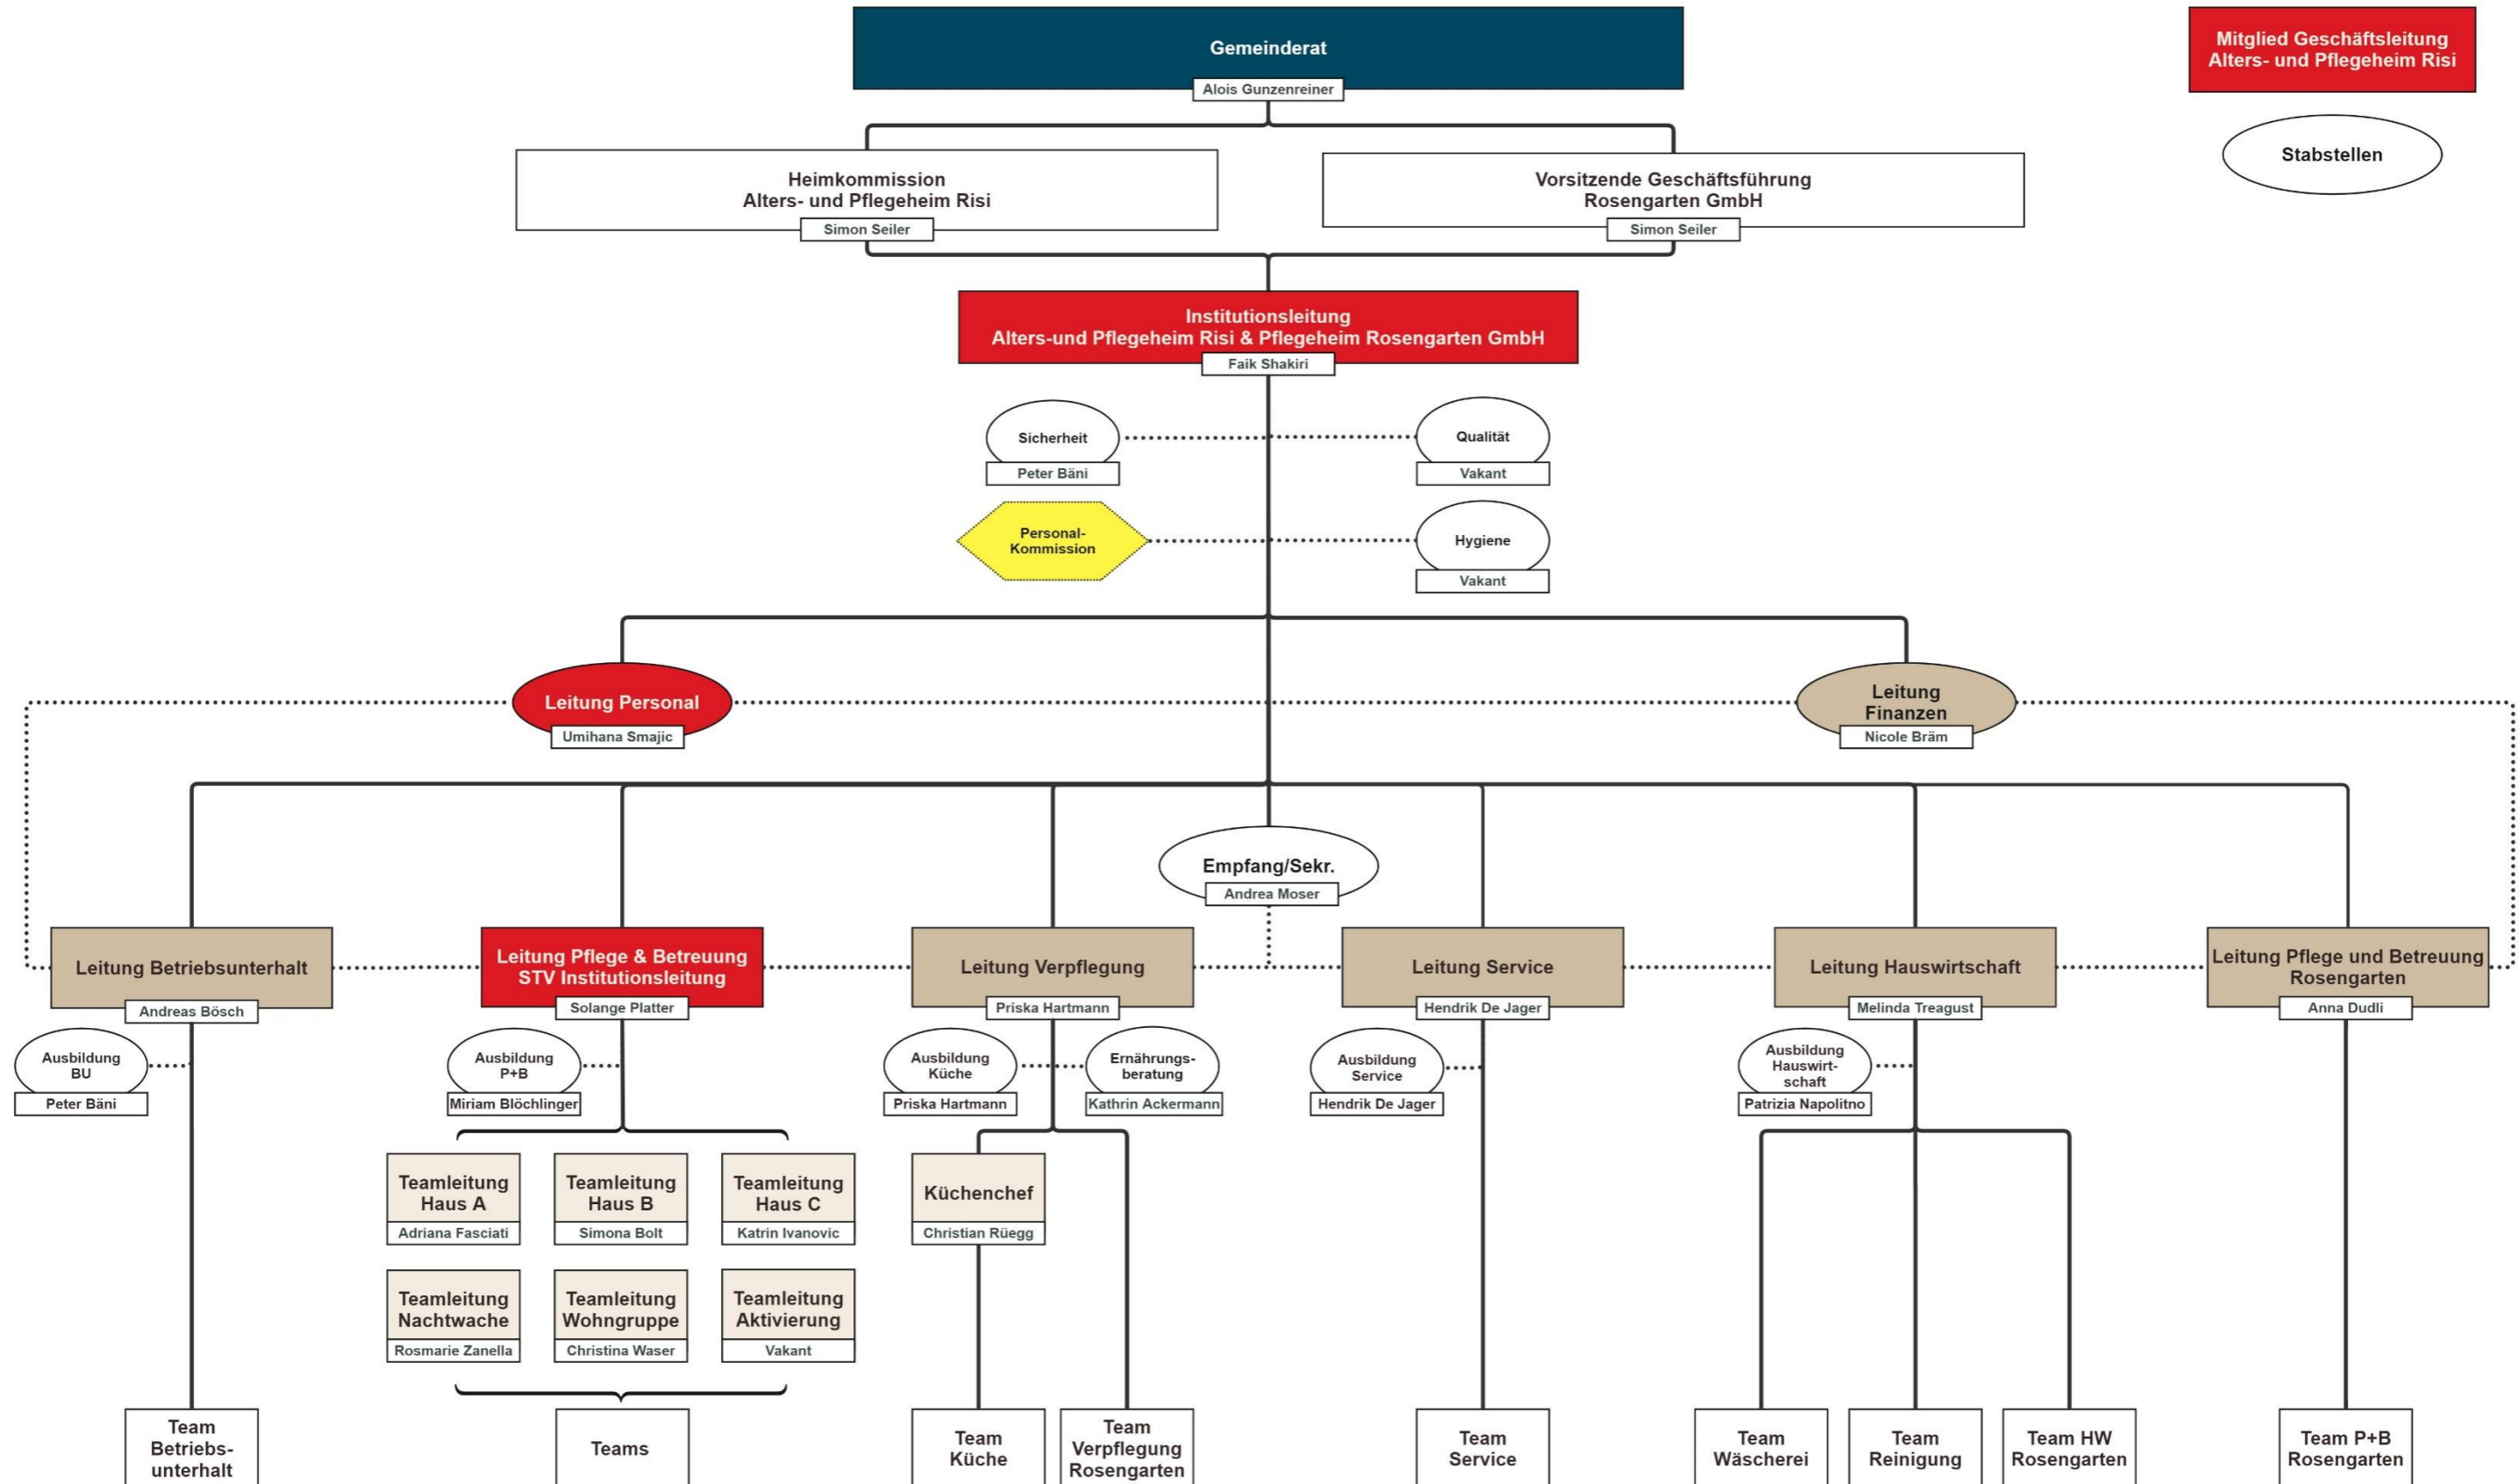 Gemeinderat
Alois Gunzenreiner
Mitglied Geschäftsleitung
Alters- und Pflegeheim Risi
Stabstellen
Heimkommission
Alters- und Pflegeheim Risi
Simon Seiler
Vorsitzende Geschäftsführung
Rosengarten GmbH
Simon Seiler
Institutionsleitung
Alters-und Pflegeheim Risi & Pflegeheim Rosengarten GmbH
Faik Shakiri
Sicherheit
Peter Bäni
Qualität
Vakant
Personal-
Kommission
Hygiene
Vakant
Leitung Personal
Umihana Smajic
Leitung
Finanzen
Nicole Bräm
Empfang/Sekr.
Andrea Moser
Leitung Betriebsunterhalt
Andreas Bösch
Leitung Pflege & Betreuung
STV Institutionsleitung
Solange Platter
Leitung Verpflegung
Priska Hartmann
Leitung Service
Hendrik De Jager
Leitung Hauswirtschaft
Melinda Treagust
Leitung Pflege und Betreuung
Rosengarten
Anna Dudli
Ausbildung
BU
Peter Bäni
Ausbildung
P+B
Miriam Blöchlinger
Ausbildung
Küche
Priska Hartmann
Ernährungs-
beratung
Kathrin Ackermann
Ausbildung
Service
Hendrik De Jager
Ausbildung
Hauswirt-
schaft
Patrizia Napolitno
Teamleitung
Haus A
Adriana Fasciati
Teamleitung
Haus B
Simona Bolt
Teamleitung
Haus C
Katrin Ivanovic
Küchenchef
Christian Rüegg
Teamleitung
Nachtwache
Rosmarie Zanella
Teamleitung
Wohngruppe
Christina Waser
Teamleitung
Aktivierung
Vakant
Team
Betriebs-
unterhalt
Teams
Team
Küche
Team
Verpflegung
Rosengarten
Team
Service
Team
Wäscherei
Team
Reinigung
Team HW
Rosengarten
Team P+B
Rosengarten